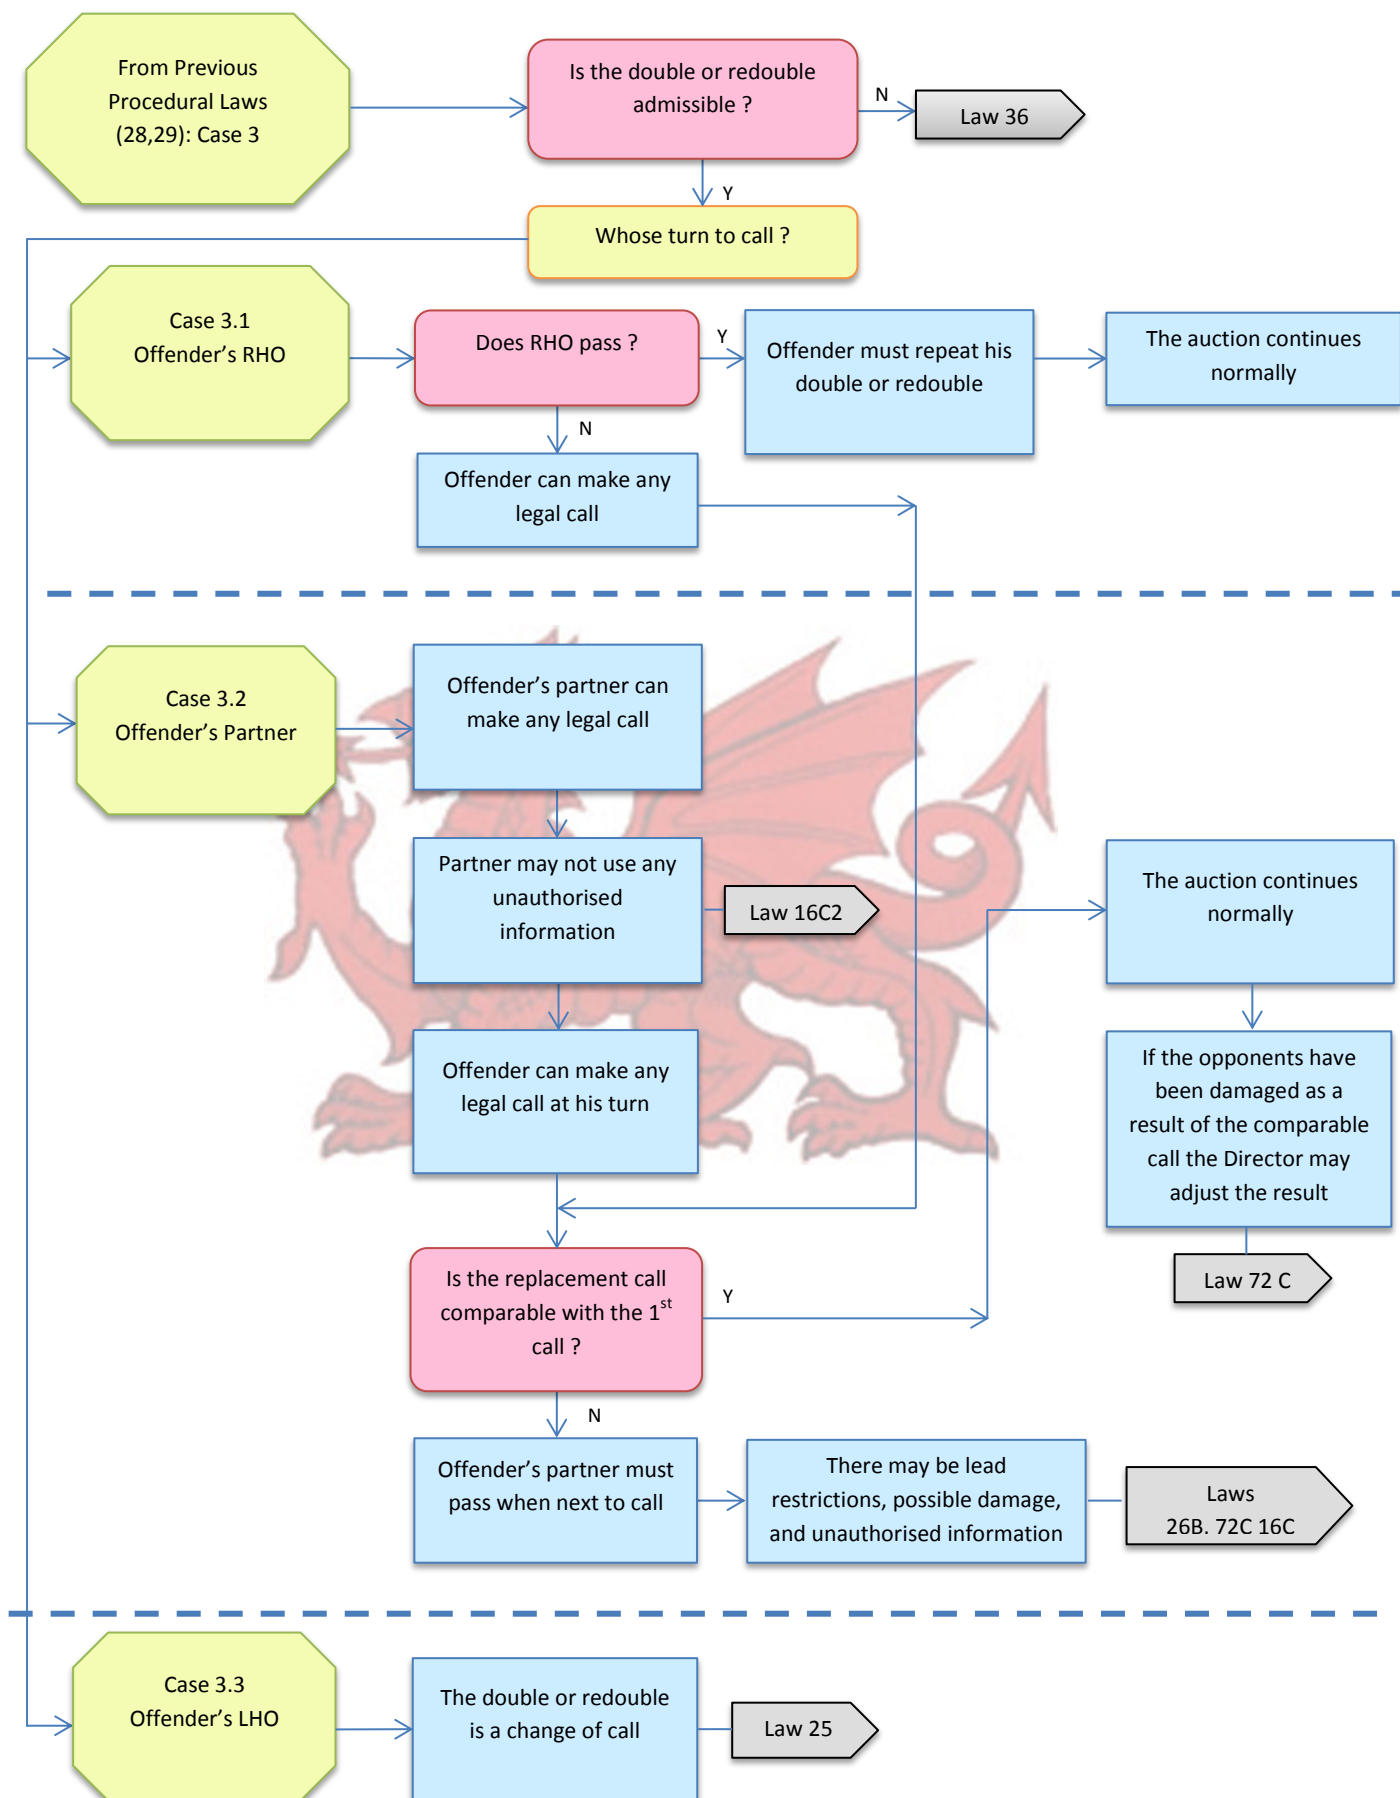 From Previous
Procedural Laws
(28,29): Case 3
Is the double or redouble
admissible ?
N
Law 36
Y
Whose turn to call ?
Case 3.1
Offender’s RHO
Does RHO pass ?
Y
Offender must repeat his
double or redouble
The auction continues
normally
N
Offender can make any
legal call
Case 3.2
Offender’s Partner
Offender’s partner can
make any legal call
Partner may not use any
unauthorised
information
Law 16C2
The auction continues
normally
Offender can make any
legal call at his turn
If the opponents have
been damaged as a
result of the comparable
call the Director may
adjust the result
Law 72 C
Is the replacement call
comparable with the 1st
call ?
Y
N
Offender’s partner must
pass when next to call
There may be lead
restrictions, possible damage,
and unauthorised information
Laws
26B. 72C 16C
Case 3.3
Offender’s LHO
The double or redouble
is a change of call
Law 25